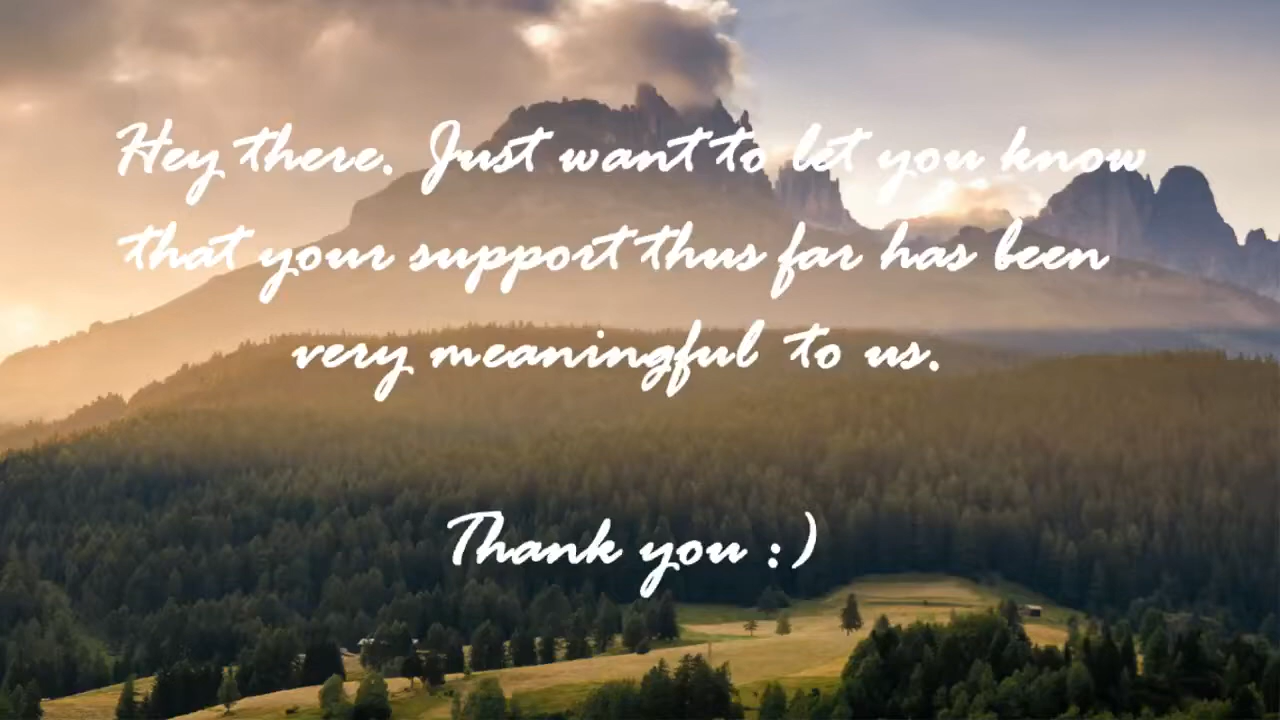 Hey there. Just want to let you know
that your support thus far has been
very meaningful to us.
Thank you :)